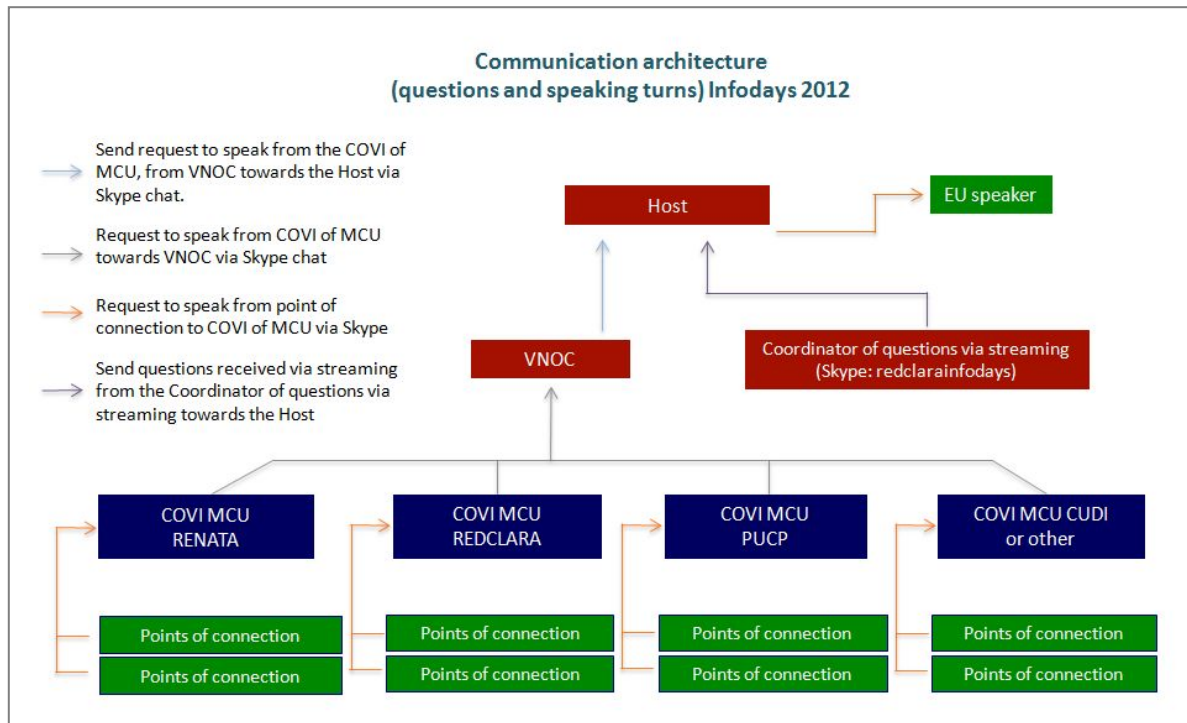 Communication architecture
(questions and speaking turns) Infodays 2012
Send request to speak from the COVI of
MCU, from VNOC towards the Host via
Skype chat.
Request to speak from COVI of MCU
towards VNOC via Skype chat
Request to speak from point of
connection to COVI of MCU via Skype
Send questions received via streaming
from the Coordinator of questions via
streaming towards the Host
Host
EU speaker
VNOC
Coordinator of questions via streaming
(Skype: redclarainfodays)
COVI MCU
RENATA
COVI MCU
REDCLARA
COVI MCU
PUCP
COVI MCU CUDI
or other
Points of connection
Points of connection
Points of connection
Points of connection
Points of connection
Points of connection
Points of connection
Points of connection